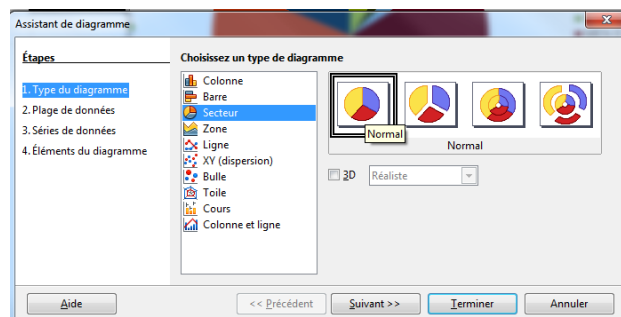 Assistant de diagramme
Étapes
1. Type du diagramme
2. Plage de données
3. Séries de données
4. Éléments du diagramme
Choisissez un type de diagramme
Colonne
Barre
Secteur
Zone
Ligne
XY (dispersion)
Bulle
Toile
Cours
Colonne et ligne
Normal
Normal
3D Réaliste
Aide << Précédent Suivant >> Terminer Annuler